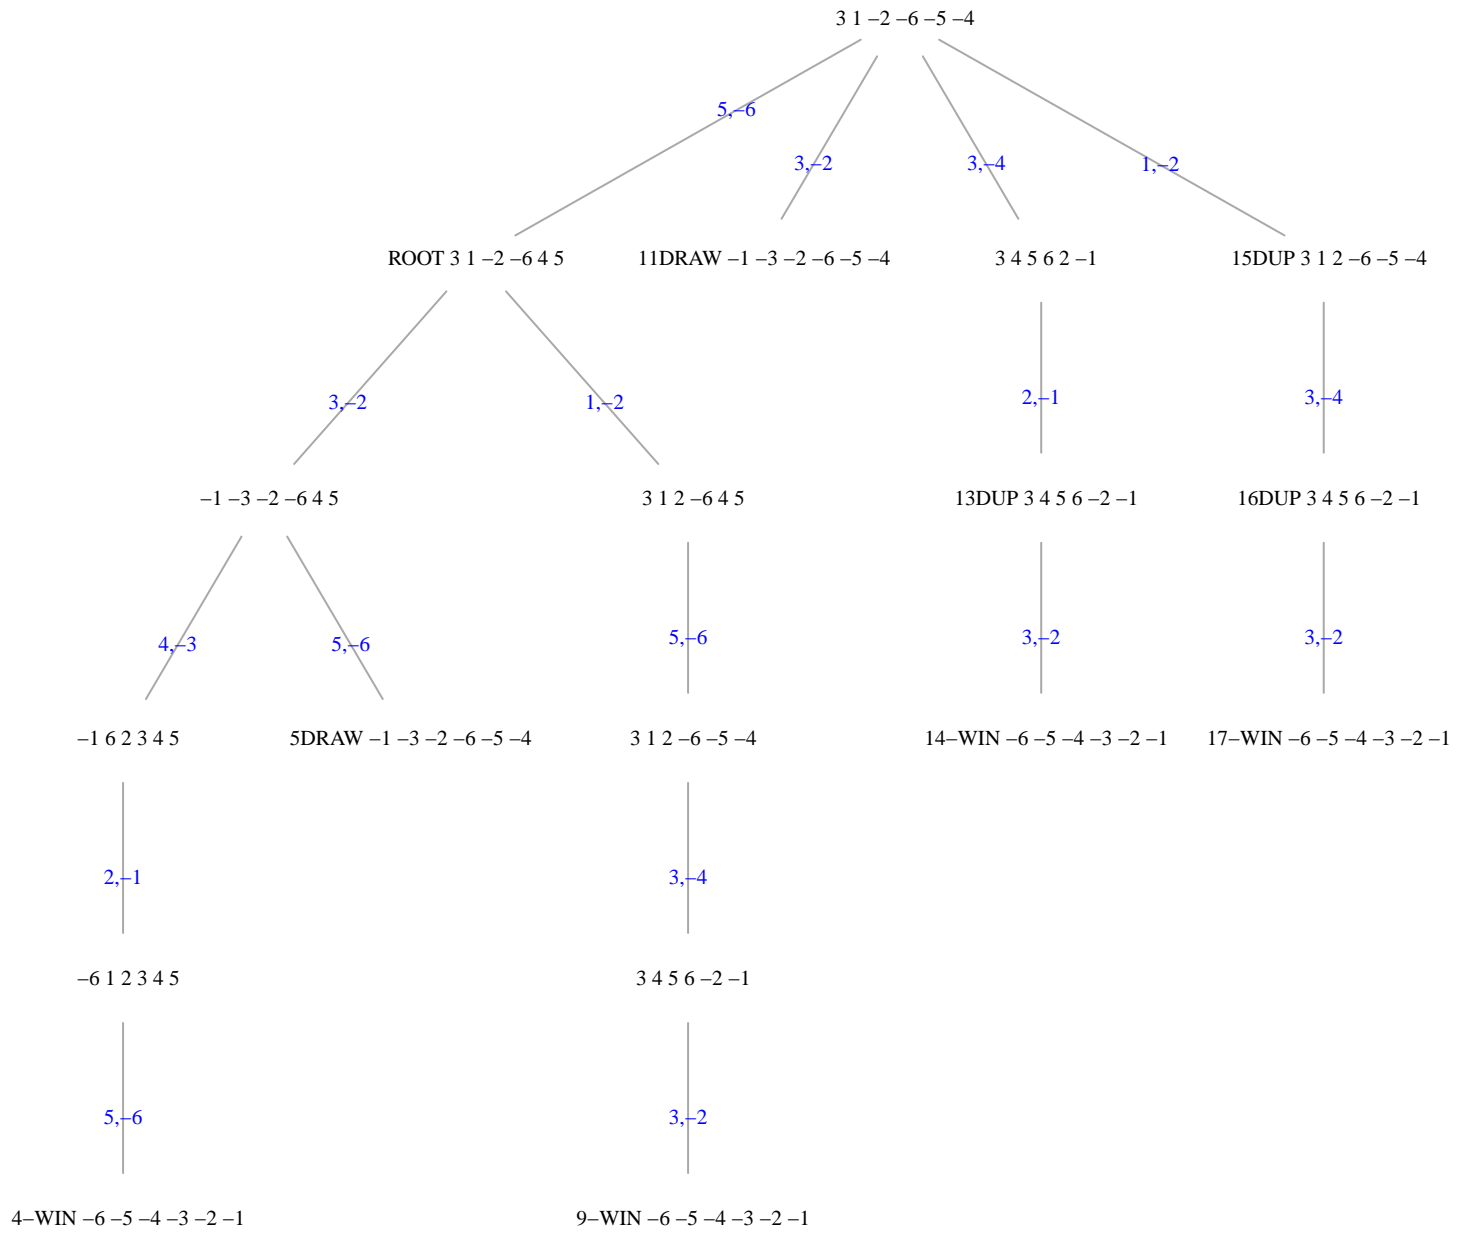 3 1 −2 −6 −5 −4
5,−6
3,−2
3,−4
1,−2
ROOT 3 1 −2 −6 4 5
11DRAW −1 −3 −2 −6 −5 −4
3 4 5 6 2 −1
15DUP 3 1 2 −6 −5 −4
3,−2
1,−2
2,−1
3,−4
−1 −3 −2 −6 4 5
3 1 2 −6 4 5
13DUP 3 4 5 6 −2 −1
16DUP 3 4 5 6 −2 −1
4,−3
5,−6
5,−6
3,−2
3,−2
−1 6 2 3 4 5
5DRAW −1 −3 −2 −6 −5 −4
3 1 2 −6 −5 −4
14−WIN −6 −5 −4 −3 −2 −1
17−WIN −6 −5 −4 −3 −2 −1
2,−1
3,−4
−6 1 2 3 4 5
3 4 5 6 −2 −1
5,−6
3,−2
4−WIN −6 −5 −4 −3 −2 −1
9−WIN −6 −5 −4 −3 −2 −1